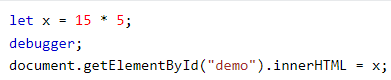 let x = 15 * 5;
debugger;
document.getElementById("demo").innerHTML = x;